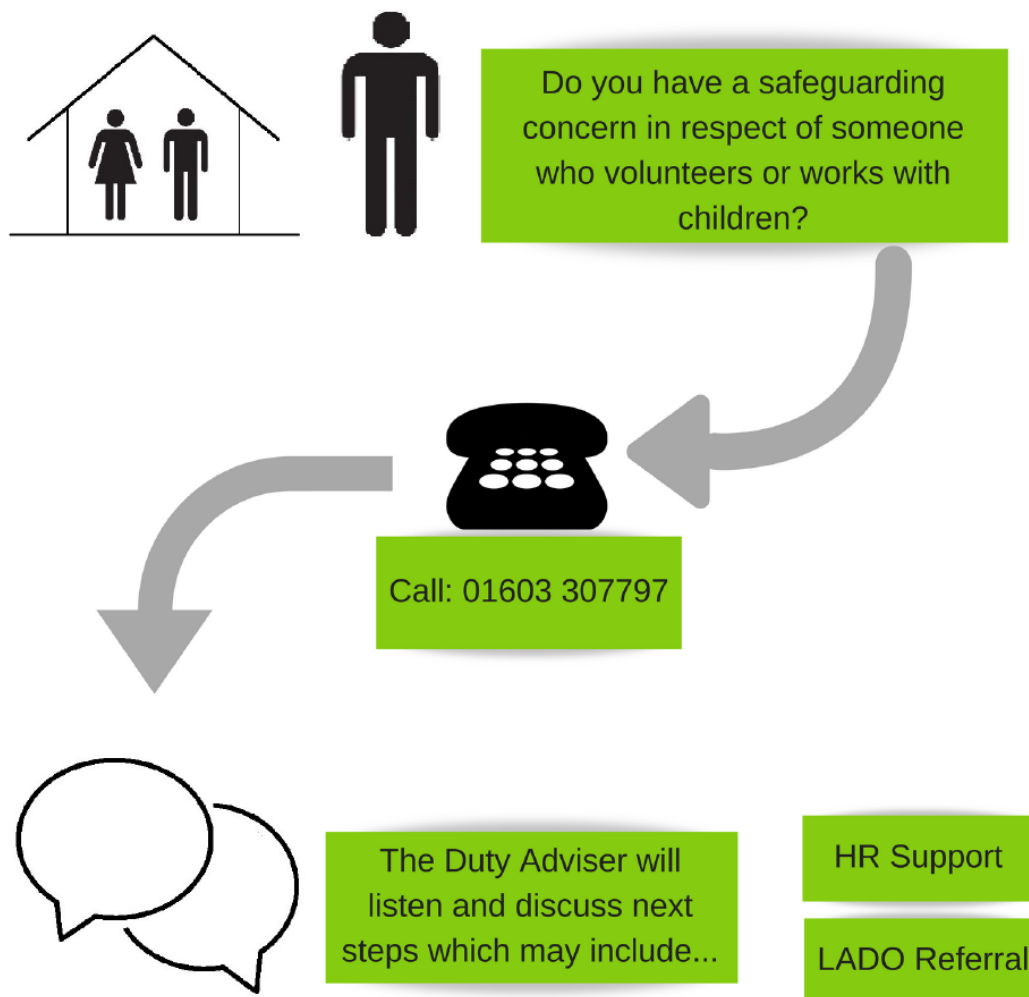 Do you have a safeguarding
concern in respect of someone
who volunteers or works with
children?
Call: 01603 307797
The Duty Adviser will
listen and discuss next
steps which may include...
HR Support
LADO Referral